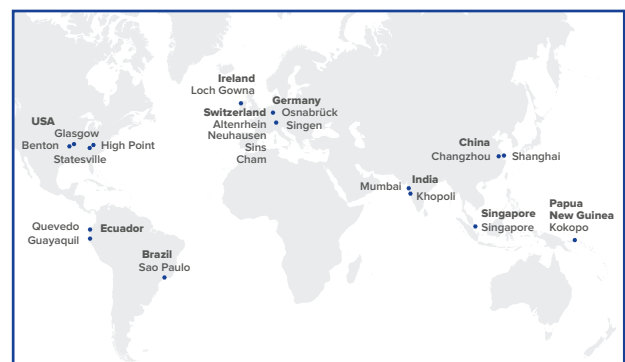 Ireland
Loch Gowna
Germany
Osnabrück
Singen
Switzerland
Altenrhein
Neuhausen
Sins
Cham
USA
Glasgow
Benton
High Point
Statesville
China
Changzhou
Shanghai
India
Mumbai
Khopoli
Papua
New Guinea
Kokopo
Singapore
Singapore
Quevedo
Guayaquil
Ecuador
Brazil
Sao Paulo